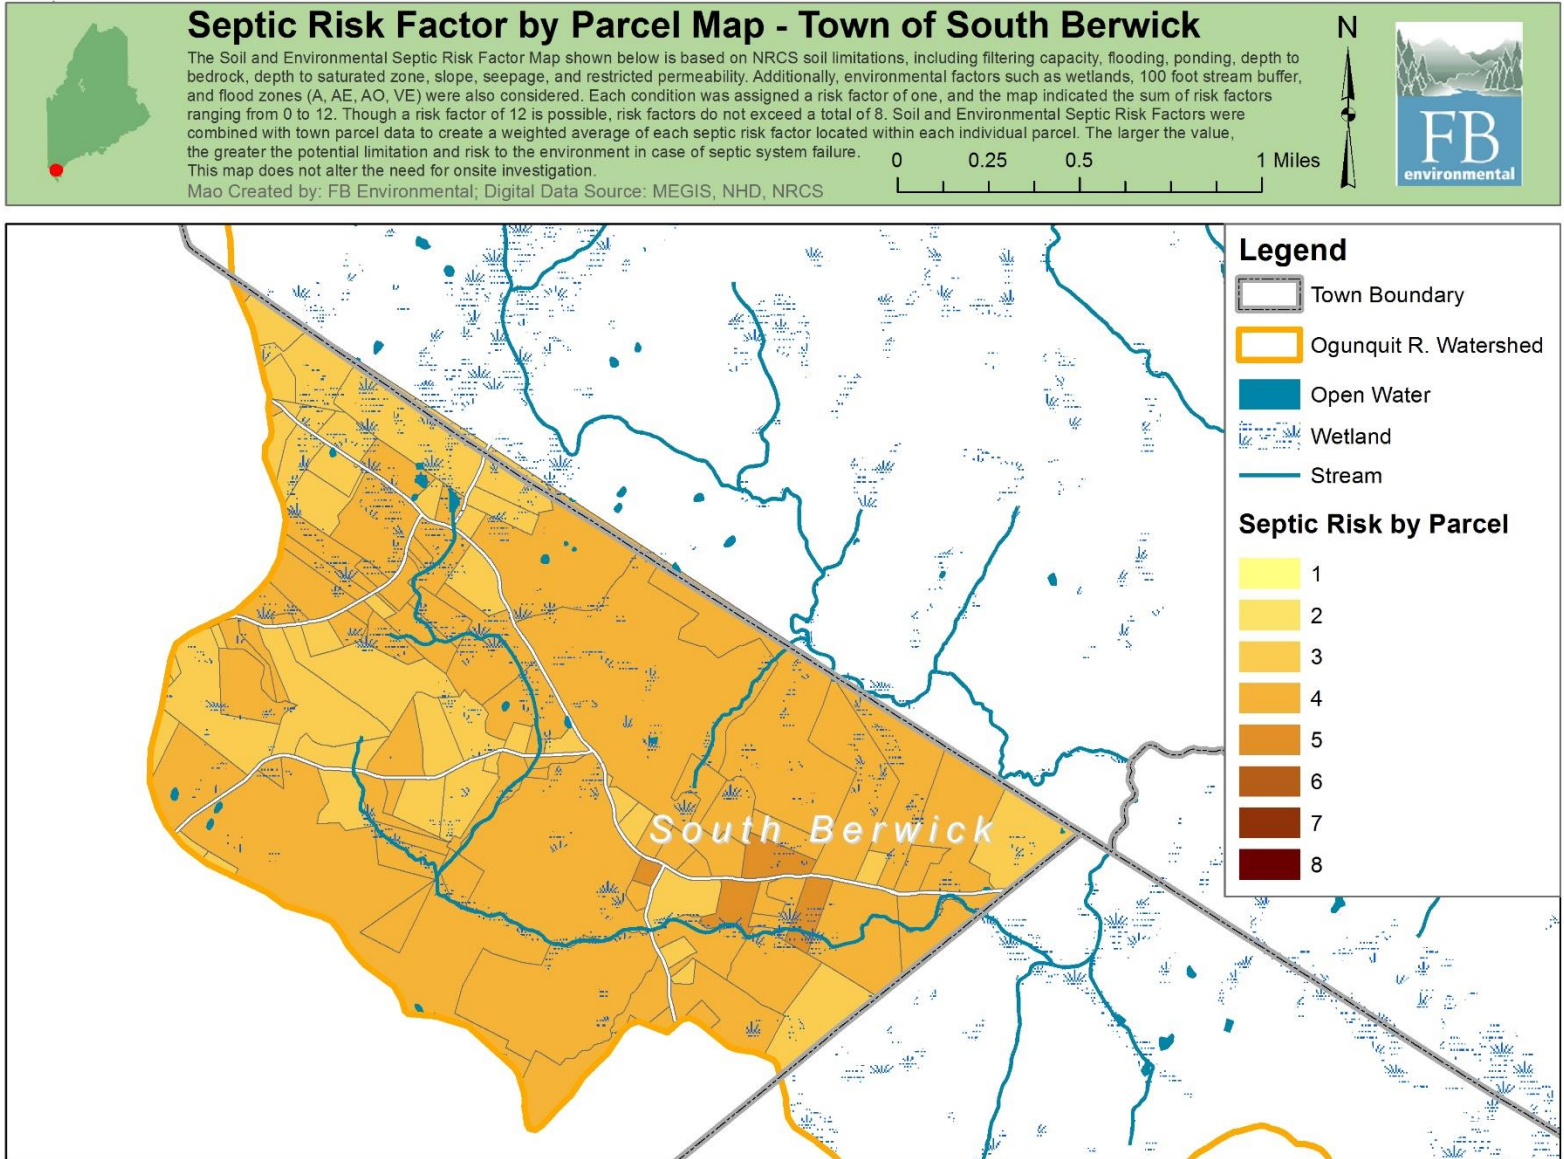 Septic Risk Factor by Parcel Map - Town of South Berwick
The Soil and Environmental Septic Risk Factor Map shown below is based on NRCS soil limitations, including filtering capacity, flooding, ponding, depth to
bedrock, depth to saturated zone, slope, seepage, and restricted permeability. Additionally, environmental factors such as wetlands, 100 foot stream buffer,
and flood zones (A, AE, AO, VE) were also considered. Each condition was assigned a risk factor of one, and the map indicated the sum of risk factors
ranging from 0 to 12. Though a risk factor of 12 is possible, risk factors do not exceed a total of 8. Soil and Environmental Septic Risk Factors were
combined with town parcel data to create a weighted average of each septic risk factor located within each individual parcel. The larger the value,
the greater the potential limitation and risk to the environment in case of septic system failure.
This map does not alter the need for onsite investigation.
Mao Created by: FB Environmental; Digital Data Source: MEGIS, NHD, NRCS
0 0.25 0.5 1 Miles
N
FB
environmental
Legend
Town Boundary
Ogunquit R. Watershed
Open Water
Wetland
Stream
Septic Risk by Parcel
1
2
3
4
5
6
7
8
South Berwick